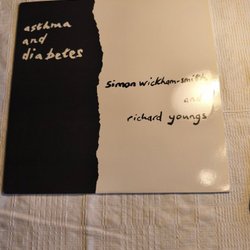 asthma
and
diabetes
simon wickham-smith
and
richard youngs